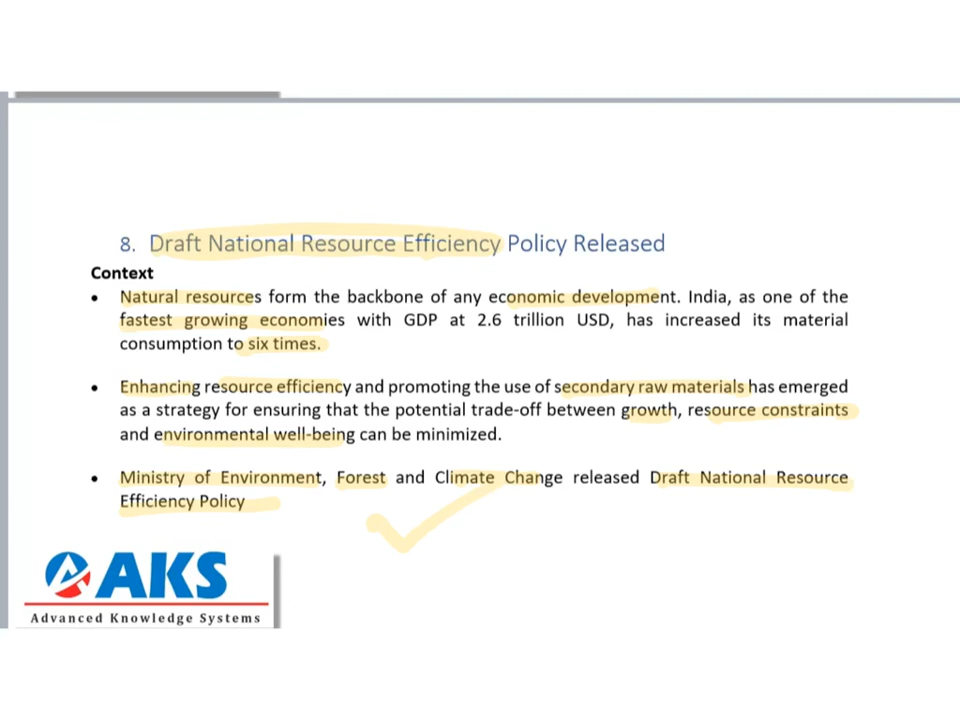 8. Draft National Resource Efficiency Policy Released
Context
• Natural resources form the backbone of any economic development. India, as one of the
fastest growing economies with GDP at 2.6 trillion USD, has increased its material
consumption to six times.
• Enhancing resource efficiency and promoting the use of secondary raw materials has emerged
as a strategy for ensuring that the potential trade-off between growth, resource constraints
and environmental well-being can be minimized.
• Ministry of Environment, Forest and Climate Change released Draft National Resource
Efficiency Policy
AKS
Advanced Knowledge Systems